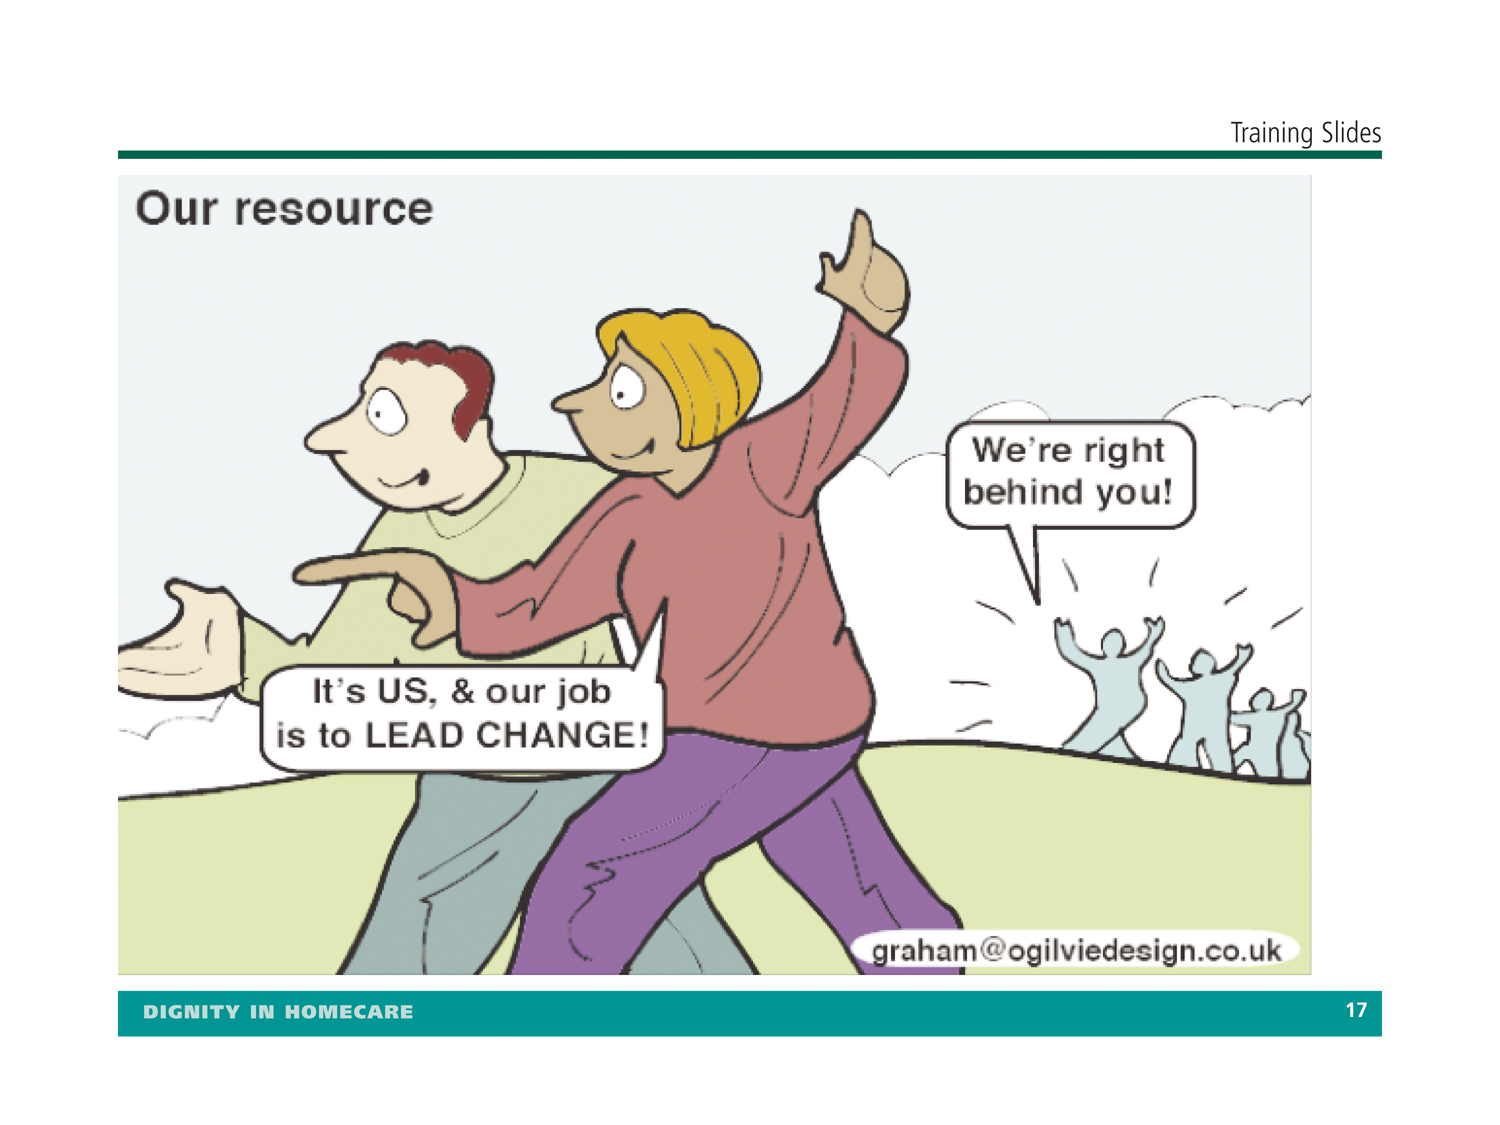 Training Slides
Our resource
We're right
behind you!
It's US, & our job
is to LEAD CHANGE!
graham@ogilviedesign.co.uk
DIGNITY IN HOMECARE
17